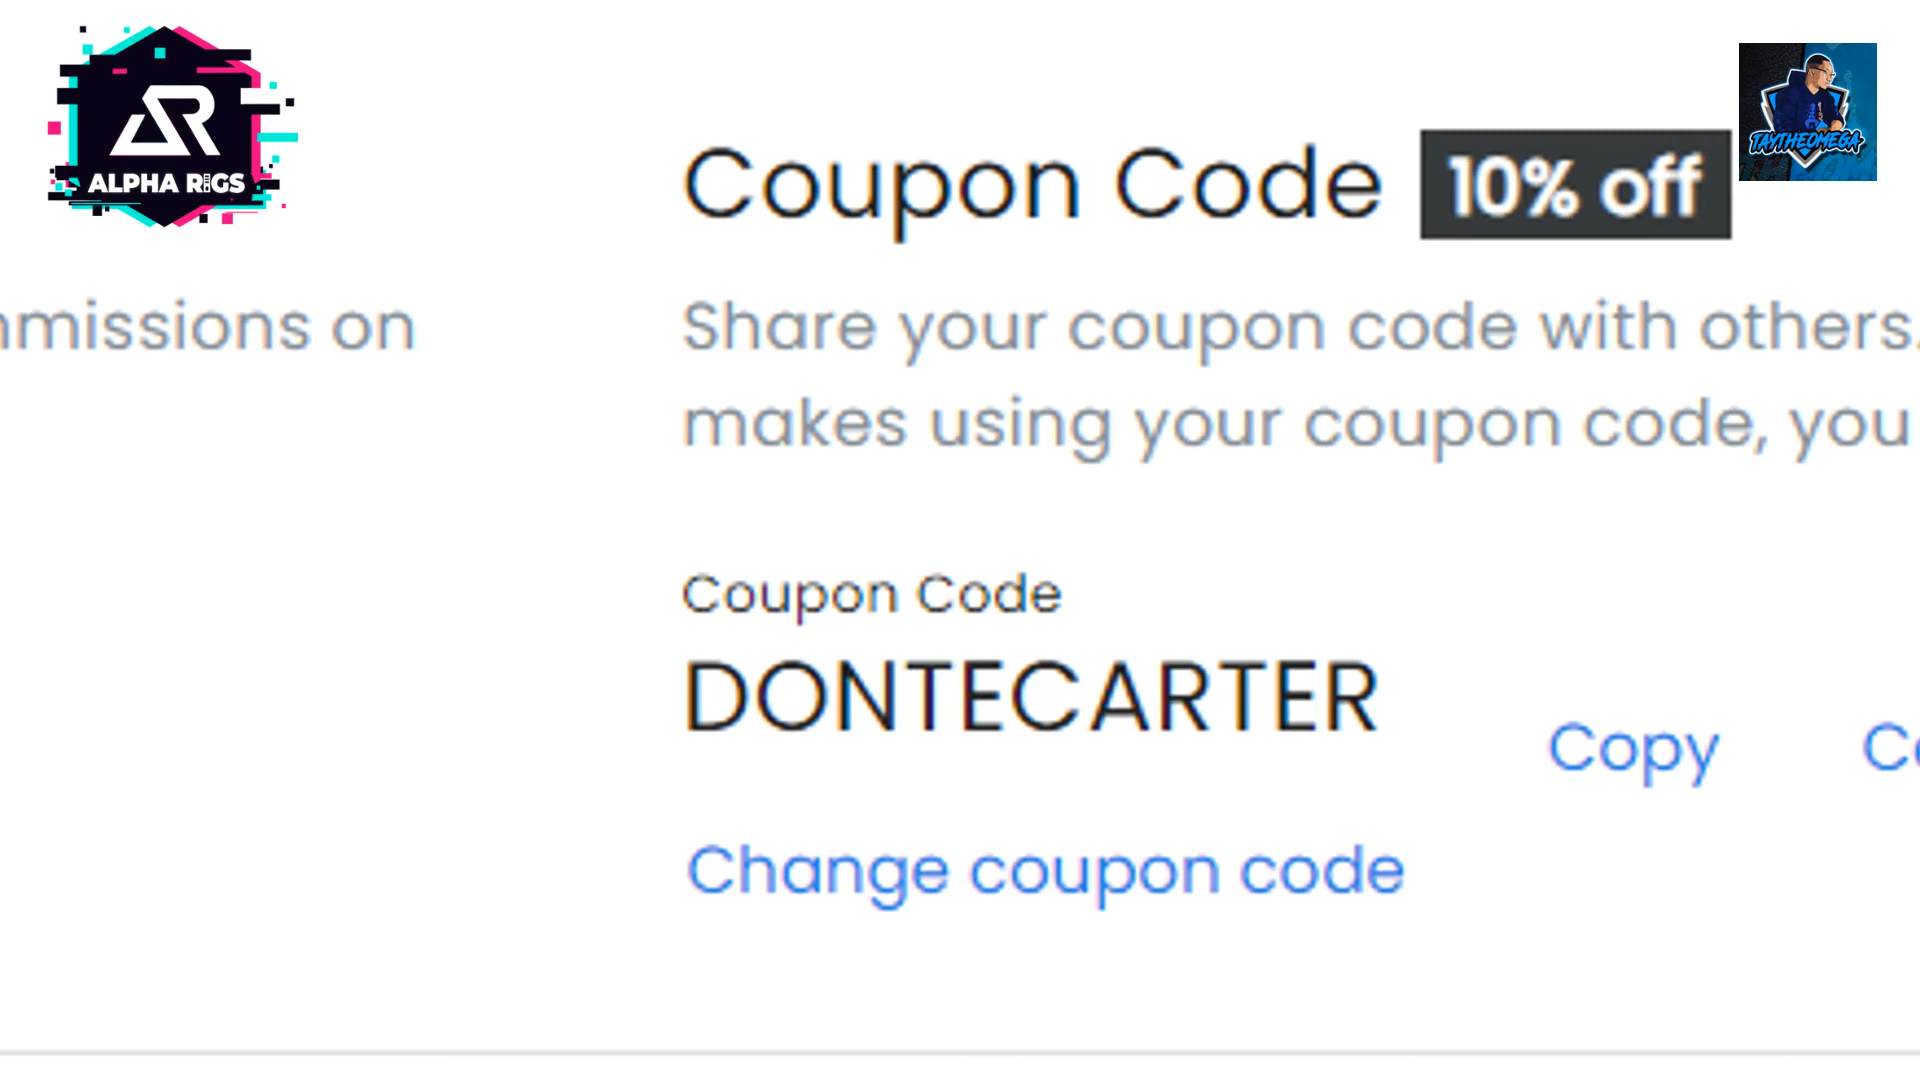 ALPHA RIGS
TAYTHEOMEGA
Coupon Code 10% off
mmissions on
Share your coupon code with others.
makes using your coupon code, you
Coupon Code
DONTECARTER
Copy
Change coupon code